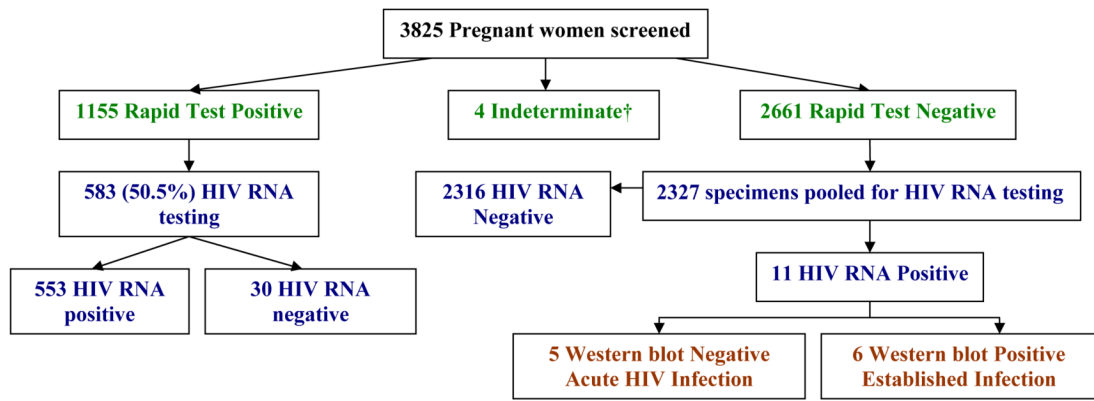 3825 Pregnant women screened
1155 Rapid Test Positive
4 Indeterminate†
2661 Rapid Test Negative
583 (50.5%) HIV RNA
testing
2316 HIV RNA
Negative
2327 specimens pooled for HIV RNA testing
553 HIV RNA
positive
30 HIV RNA
negative
11 HIV RNA Positive
5 Western blot Negative
Acute HIV Infection
6 Western blot Positive
Established Infection